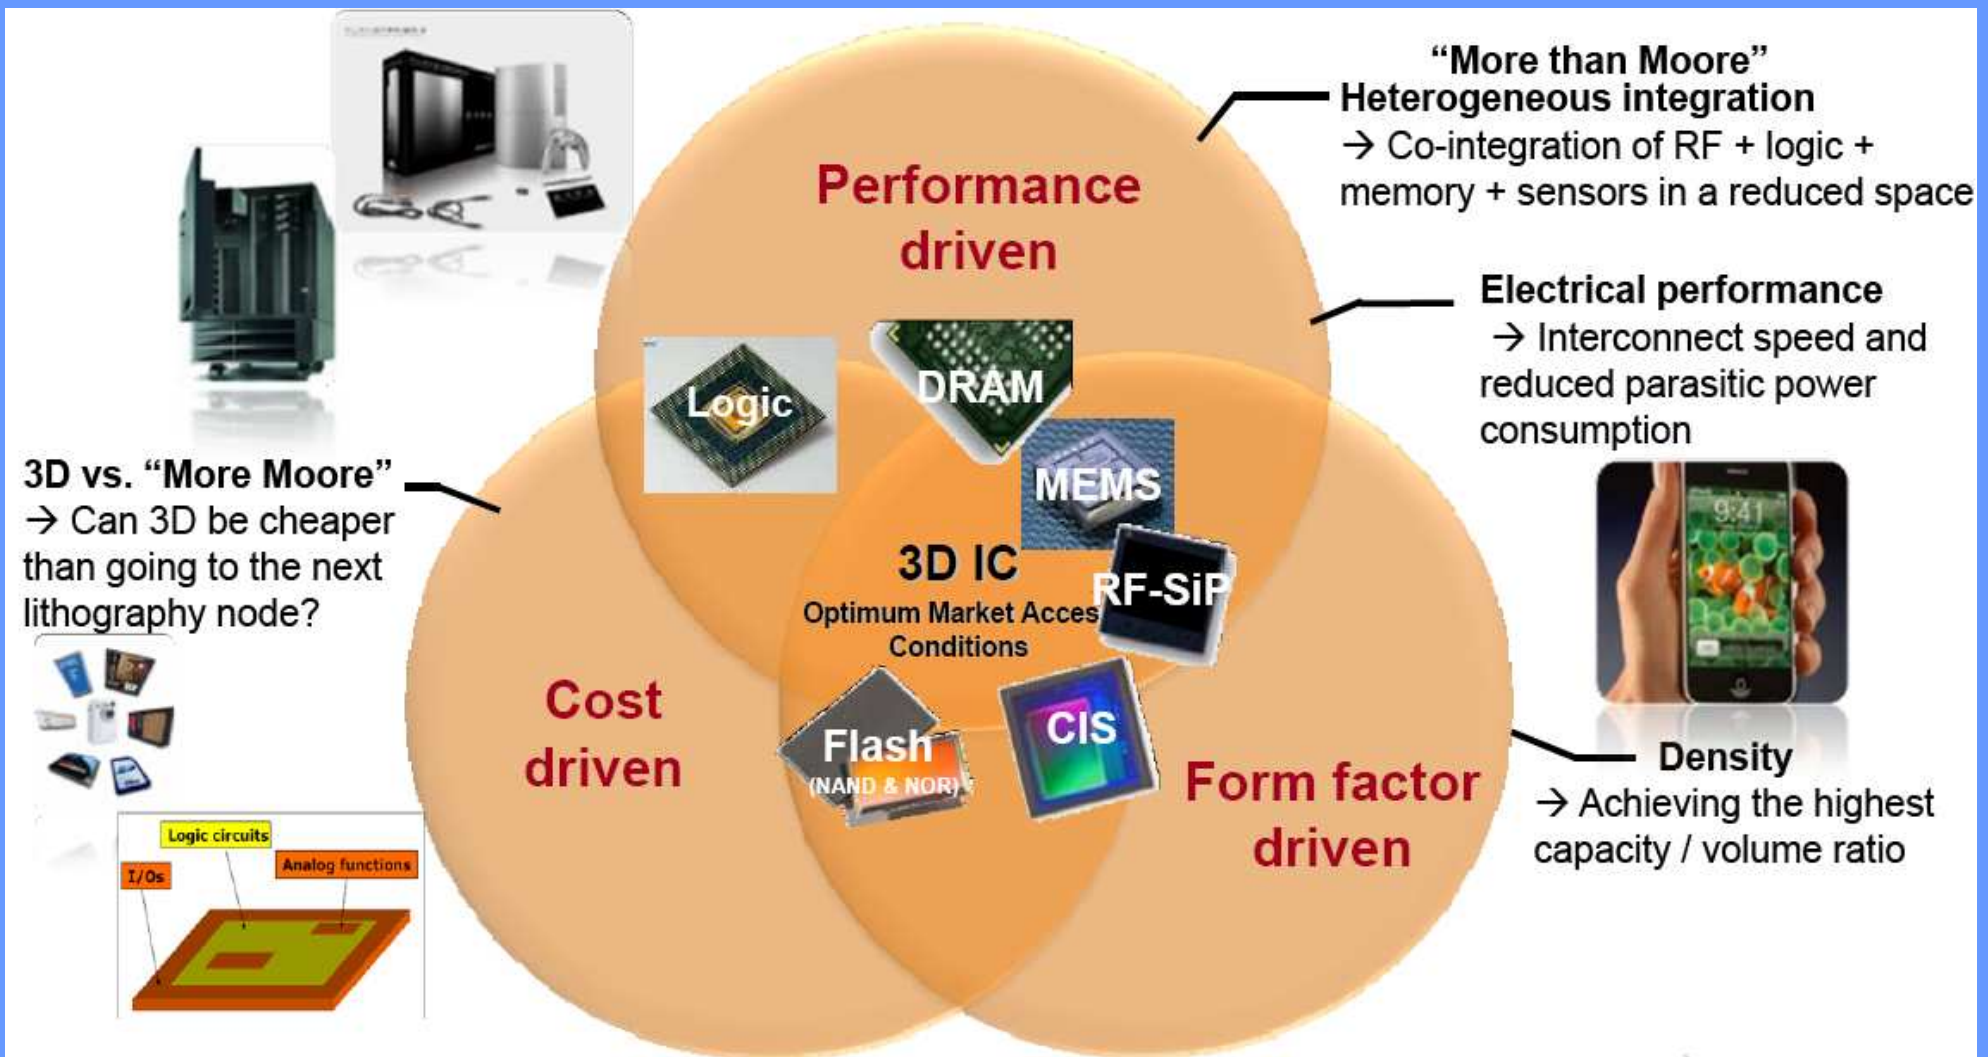 “More than Moore”
Heterogeneous integration
→ Co-integration of RF + logic +
memory + sensors in a reduced space
Performance
driven
Electrical performance
→ Interconnect speed and
reduced parasitic power
consumption
Logic
DRAM
MEMS
3D vs. “More Moore”
→ Can 3D be cheaper
than going to the next
lithography node?
9:41
3D IC
Optimum Market Acces
Conditions
RF-SiP
Cost
driven
Flash
(NAND & NOR)
CIS
Form factor
driven
Density
→ Achieving the highest
capacity / volume ratio
Logic circuits
Analog functions
I/Os